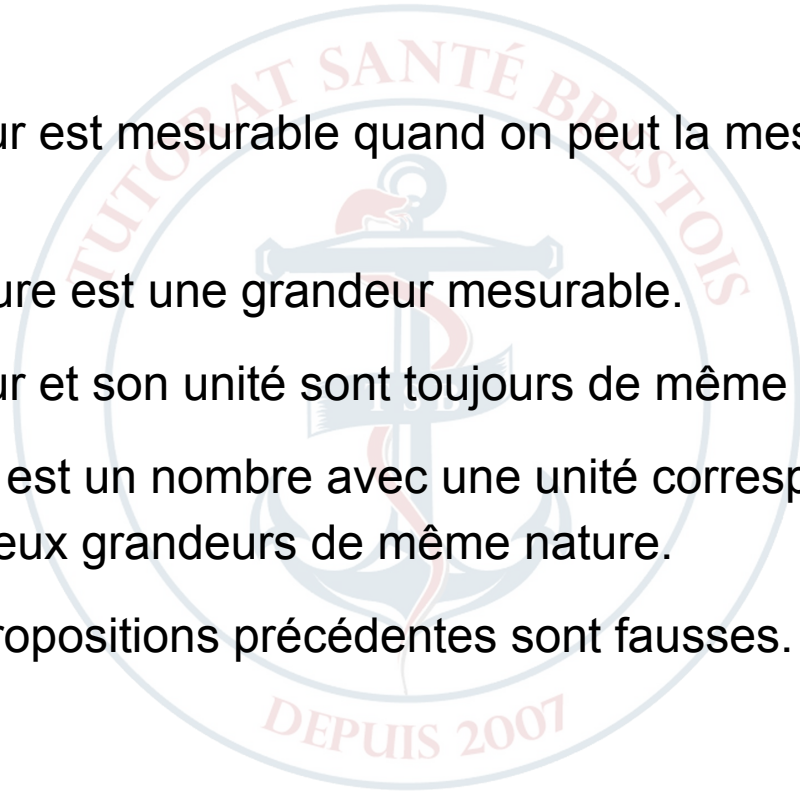 TUTORAT SANTÉ BRESTOIS
ur est mesurable quand on peut la mes
ure est une grandeur mesurable.
ur et son unité sont toujours de même
TSB
est un nombre avec une unité corresp
eux grandeurs de même nature.
ropositions précédentes sont fausses.
DEPUIS 2007